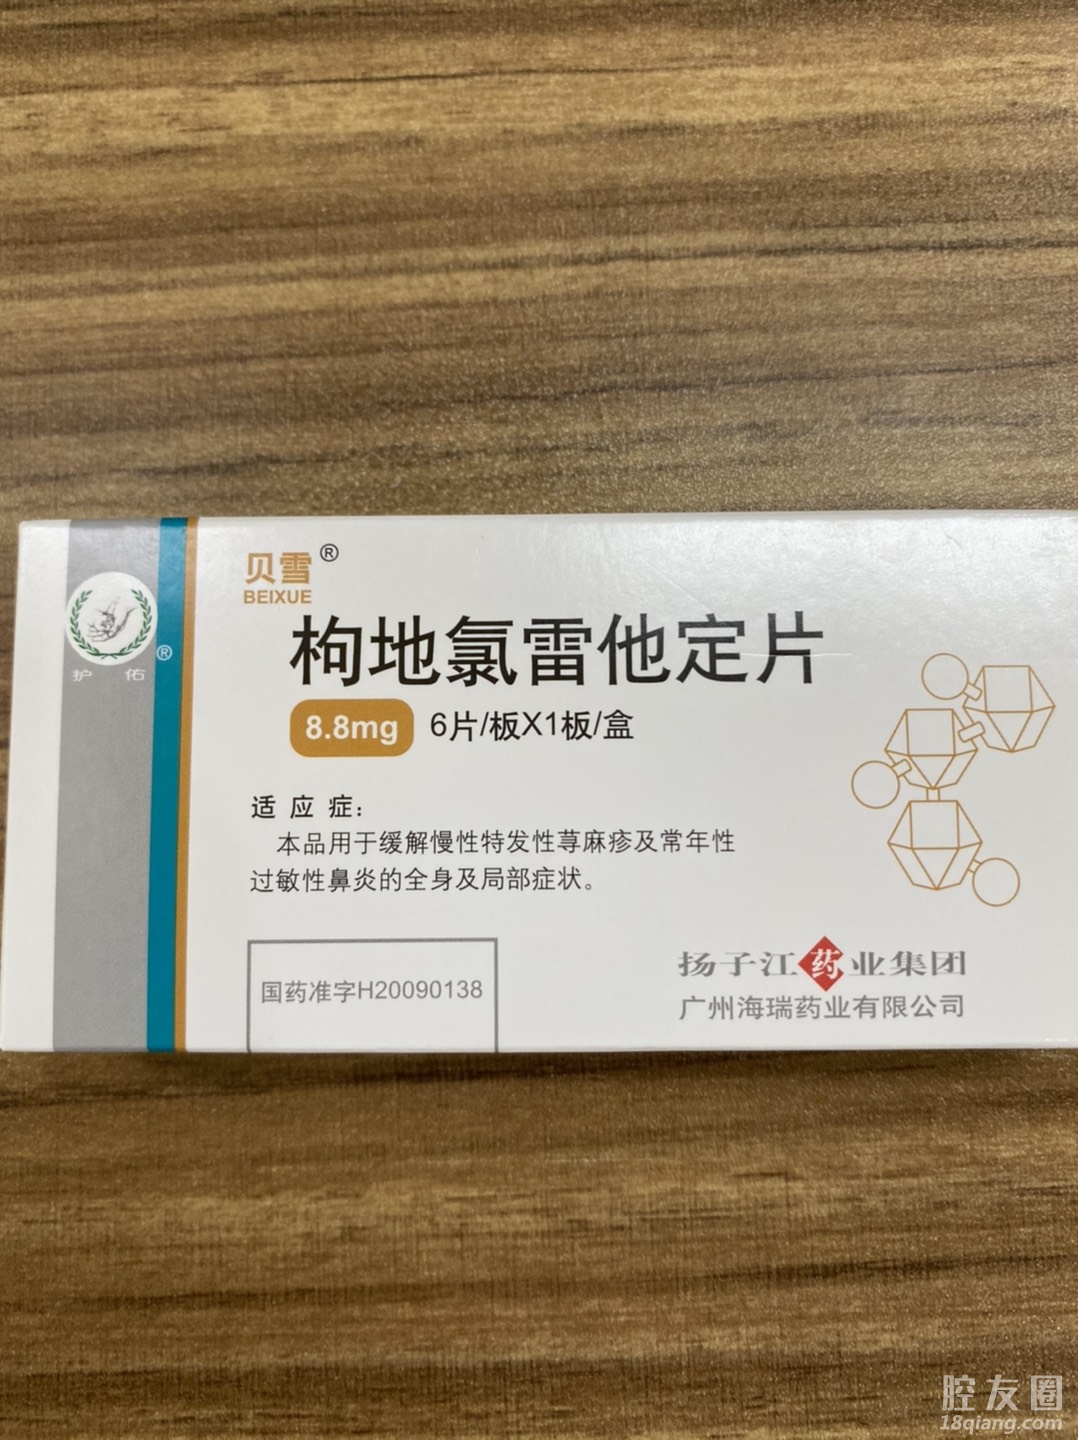 贝雪®
BEIXUE
枸地氯雷他定片
8.8mg 6片/板X1板/盒
护佑®
适应症：
本品用于缓解慢性特发性荨麻疹及常年性
过敏性鼻炎的全身及局部症状。
国药准字H20090138
扬子江药业集团
广州海瑞药业有限公司
腔友圈
18qiang.com